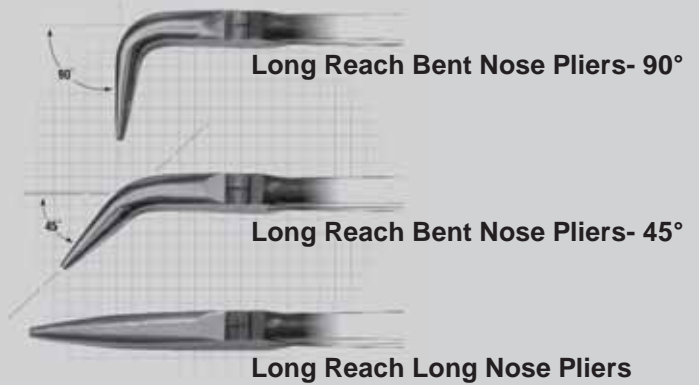 90°
Long Reach Bent Nose Pliers- 90°
45°
Long Reach Bent Nose Pliers- 45°
Long Reach Long Nose Pliers